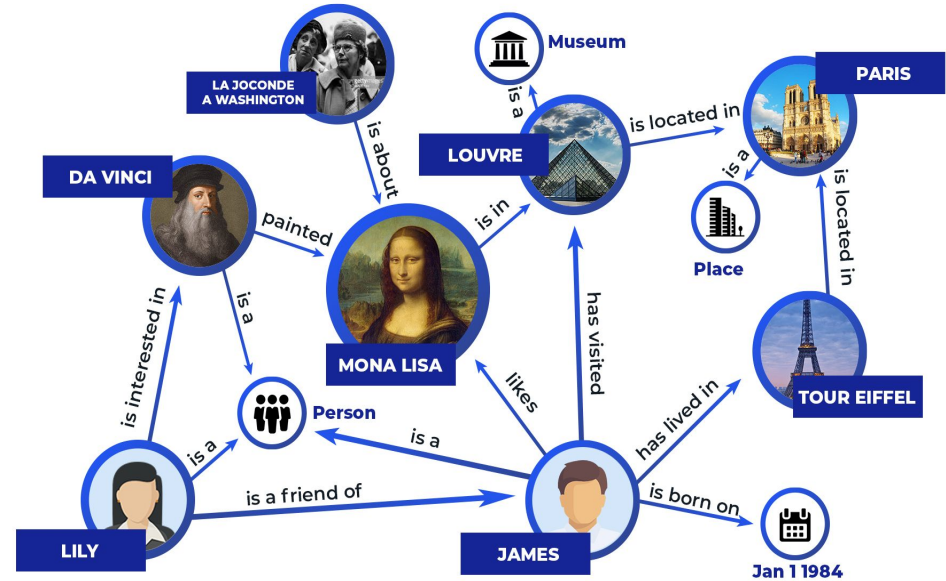 LA JOCONDE
A WASHINGTON
Museum
PARIS
is a
is located in
LOUVRE
is about
is a
DA VINCI
is located in
painted
is in
Place
is a
MONA LISA
has visited
is interested in
likes
TOUR EIFFEL
Person
has lived in
is a
is a
is a friend of
is born on
LILY
JAMES
Jan 1 1984